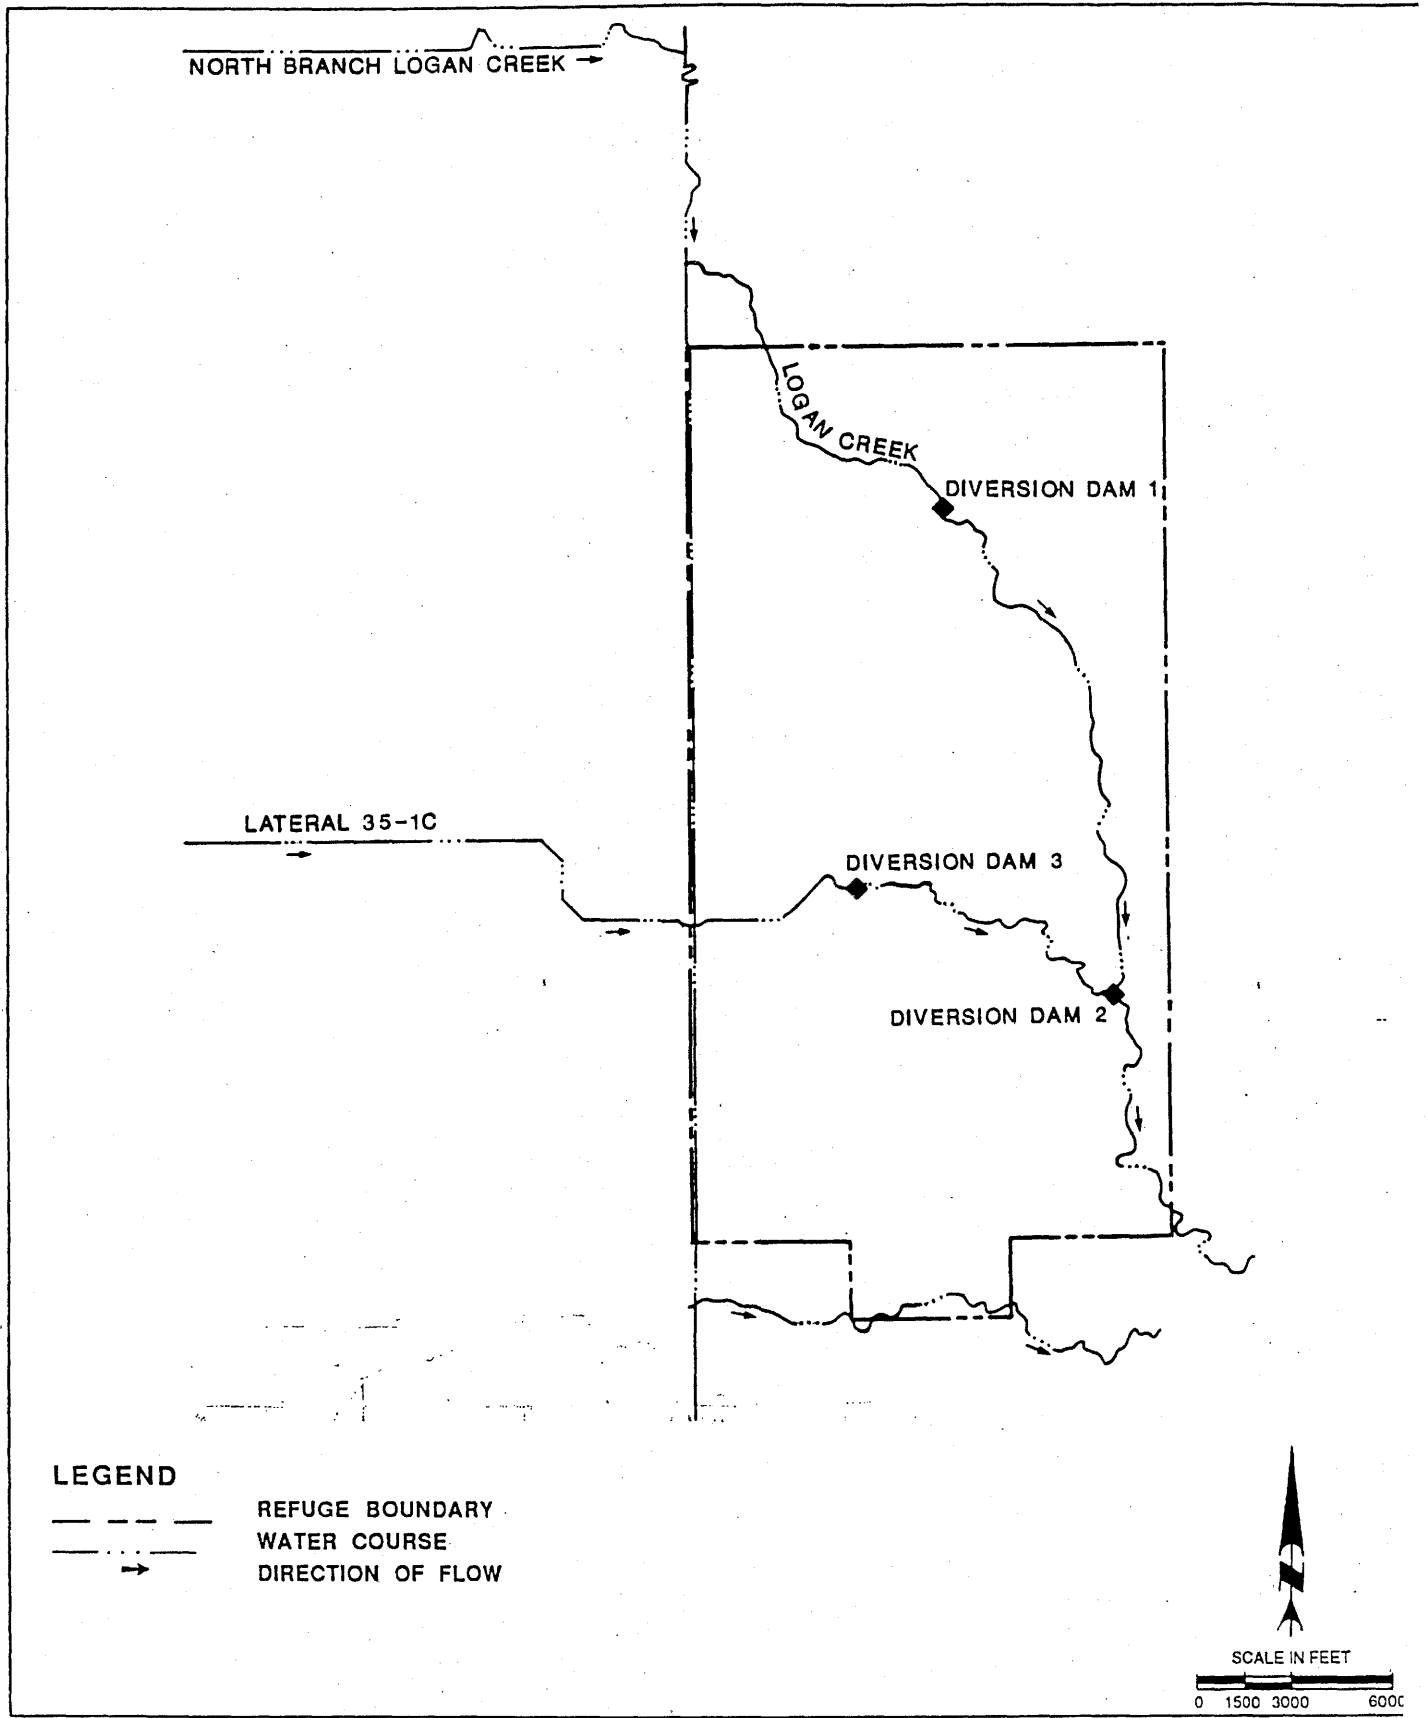 NORTH BRANCH LOGAN CREEK
LOGAN CREEK
DIVERSION DAM 1
LATERAL 35-1C
DIVERSION DAM 3
DIVERSION DAM 2
LEGEND
REFUGE BOUNDARY
WATER COURSE
DIRECTION OF FLOW
N
SCALE IN FEET
0 1500 3000 6000